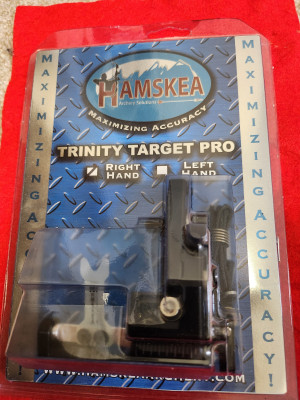 HAMSKEA
Archery Solutions LLC
MAXIMIZING ACCURACY
TRINITY TARGET PRO
RIGHT HAND
LEFT HAND
MAXIMIZING ACCURACY!
MAXIMIZING ACCURACY!
WWW.HAMSKEAARCHERY.COM